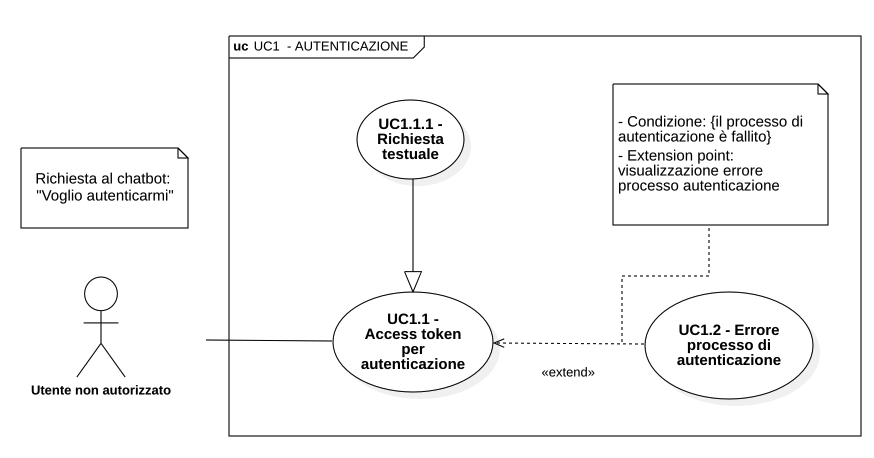 uc UC1 - AUTENTICAZIONE
UC1.1.1 -
Richiesta
testuale
- Condizione: {il processo di
autenticazione è fallito}
- Extension point:
visualizzazione errore
processo autenticazione
Richiesta al chatbot:
"Voglio autenticarmi"
UC1.1 -
Access token
per
autenticazione
UC1.2 - Errore
processo di
autenticazione
«extend»
Utente non autorizzato